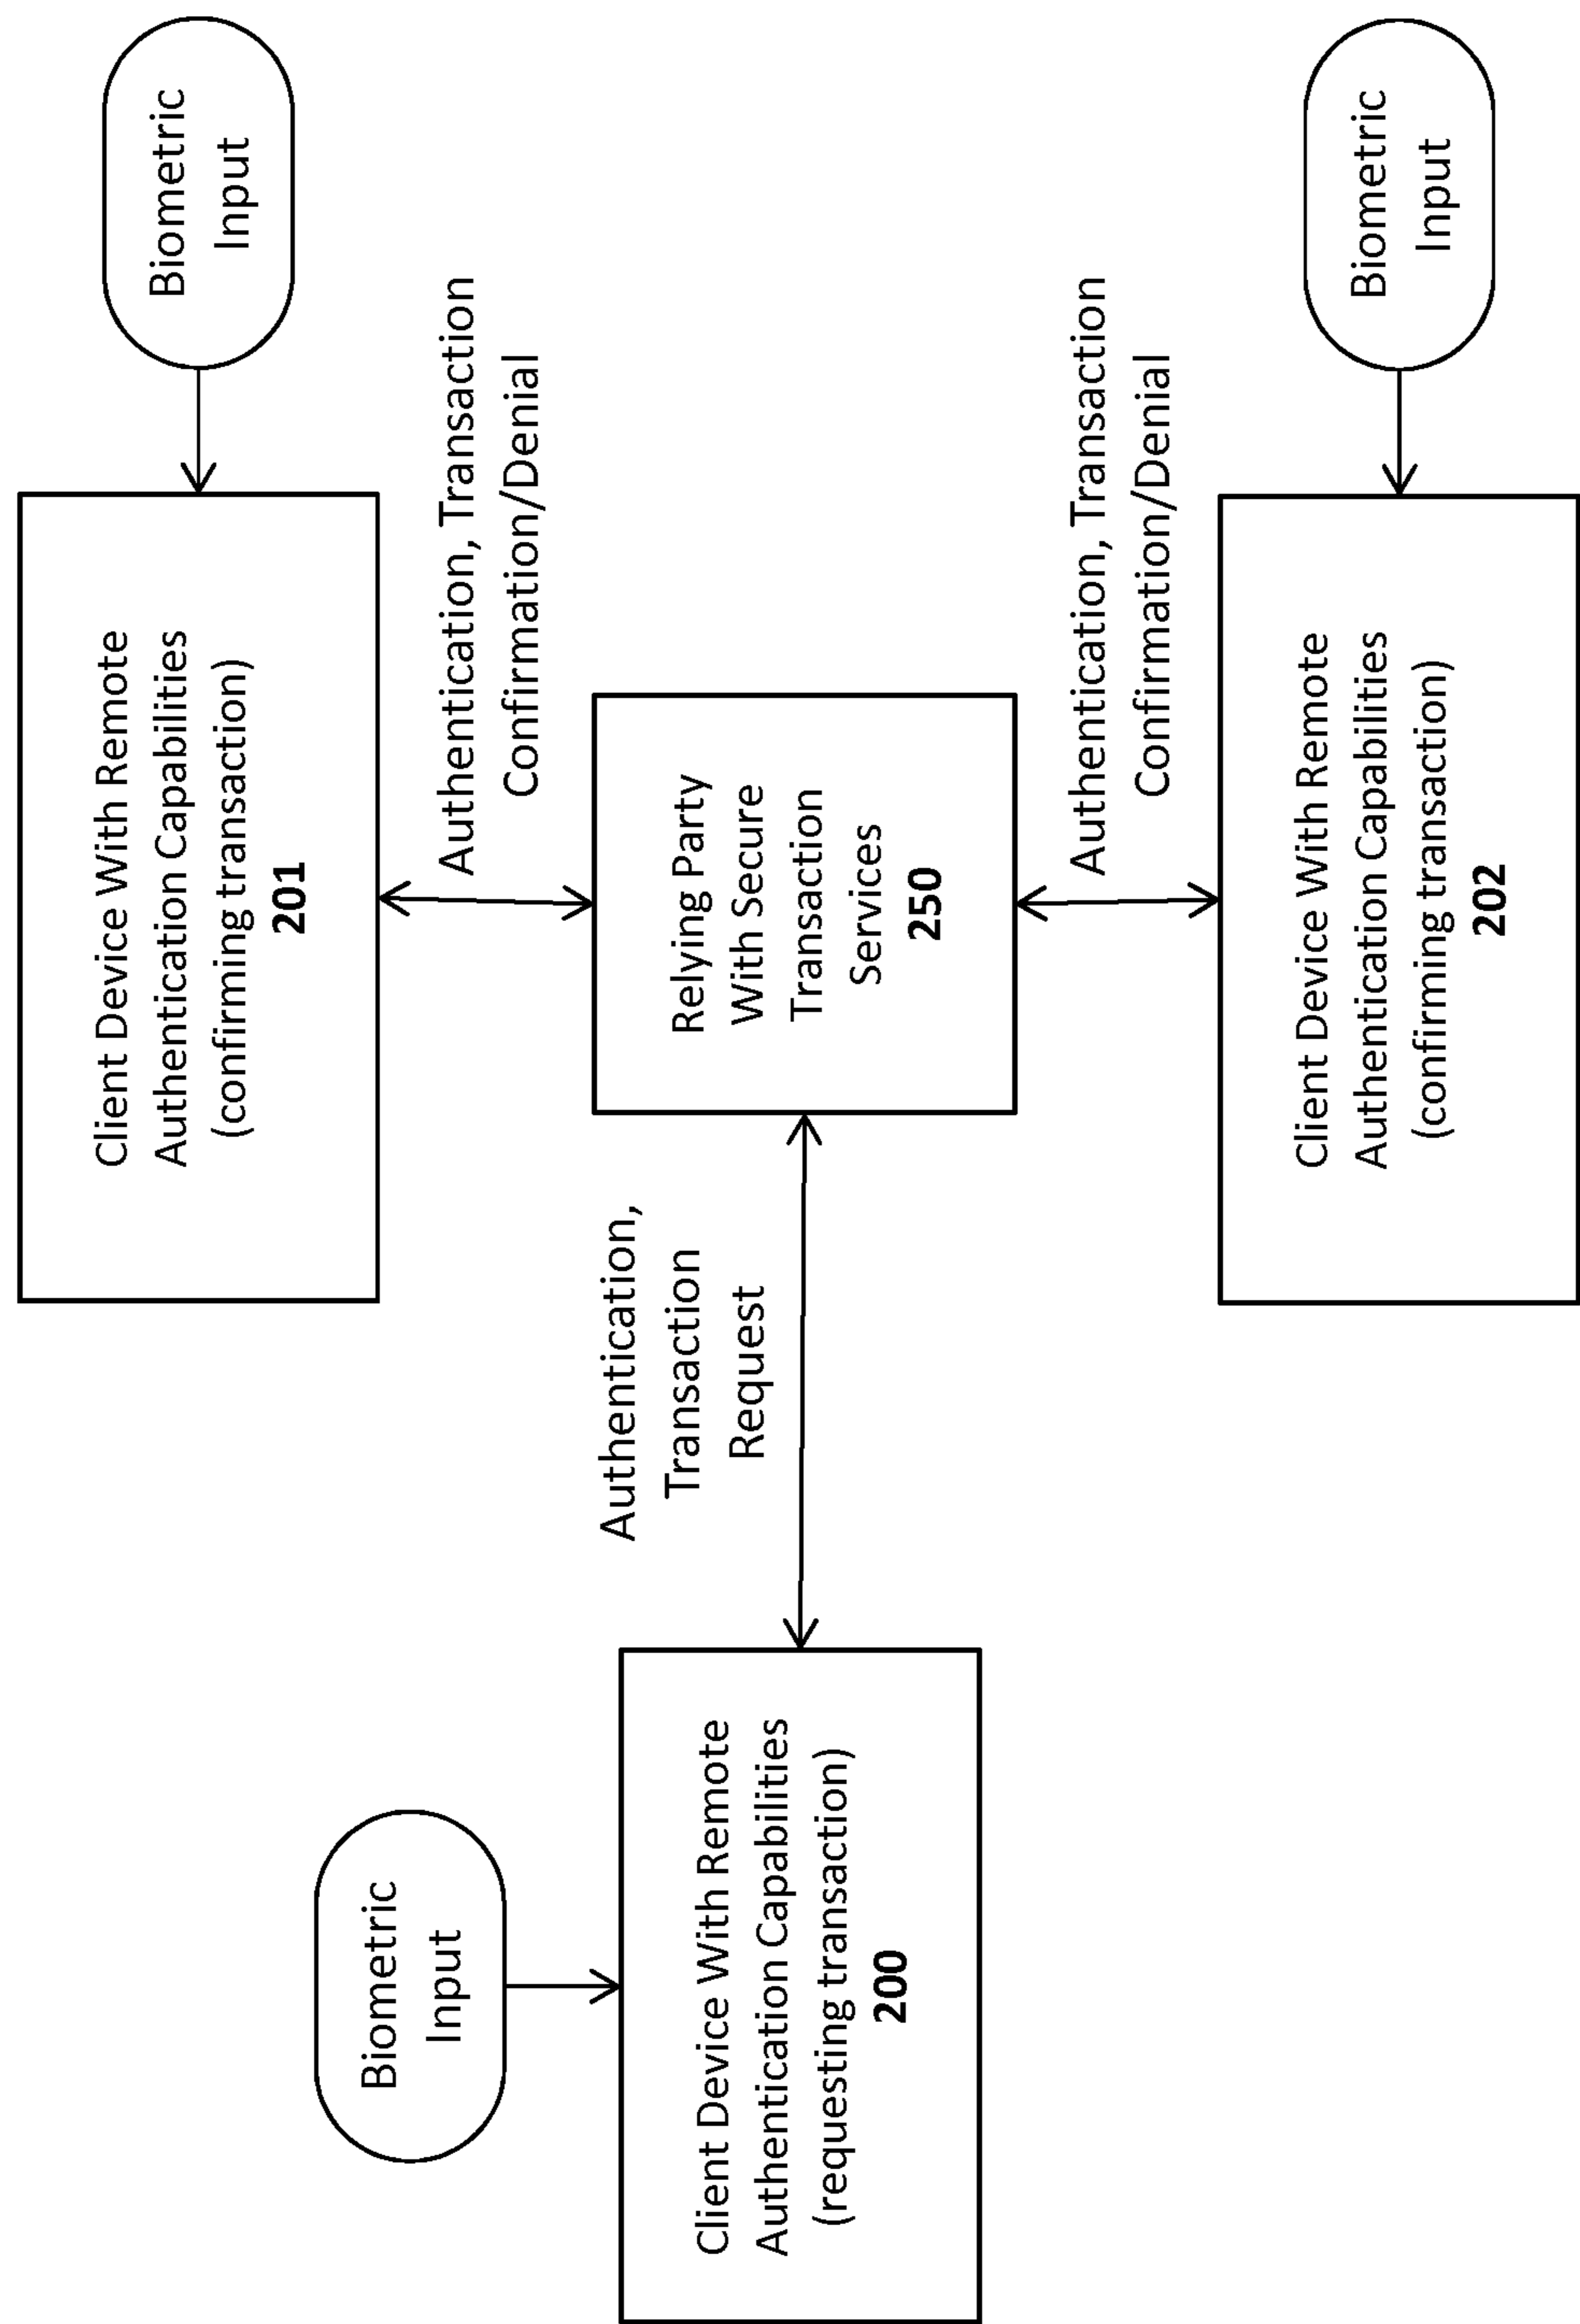 Client Device With Remote
Authentication Capabilities
(confirming transaction)
201
Biometric
Input
Biometric
Input
Authentication, Transaction
Confirmation/Denial
Client Device With Remote
Authentication Capabilities
(requesting transaction)
200
Authentication,
Transaction
Request
Relying Party
With Secure
Transaction
Services
250
Authentication, Transaction
Confirmation/Denial
Client Device With Remote
Authentication Capabilities
(confirming transaction)
202
Biometric
Input